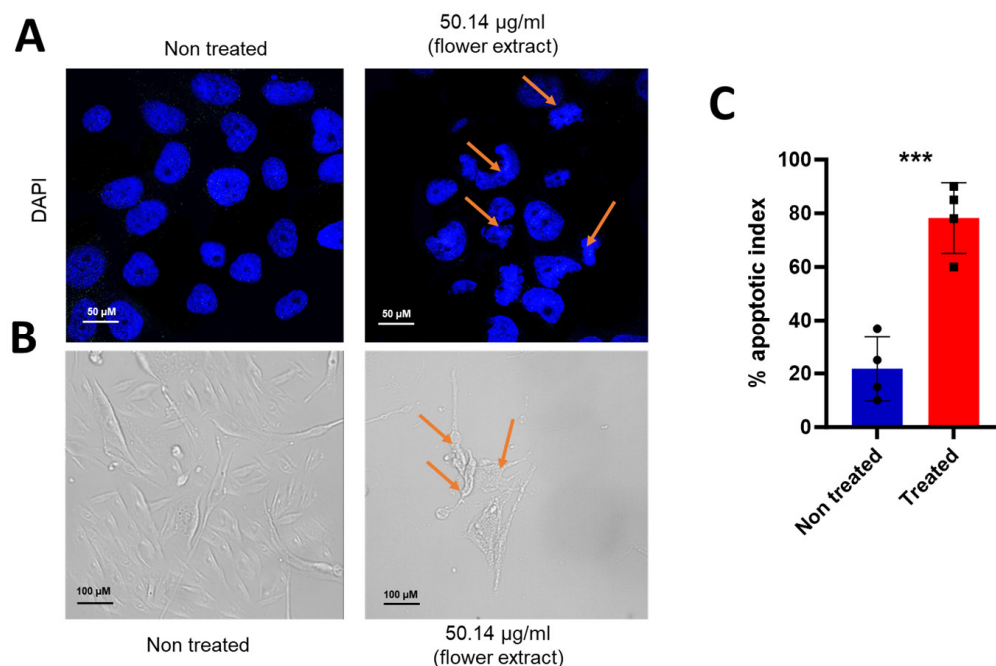 A
Non treated
50.14 µg/ml
(flower extract)
DAPI
50 µM
50 µM
B
100 µM
100 µM
Non treated
50.14 µg/ml
(flower extract)
C
% apoptotic index
100
80
60
40
20
0
***
Non treated
Treated